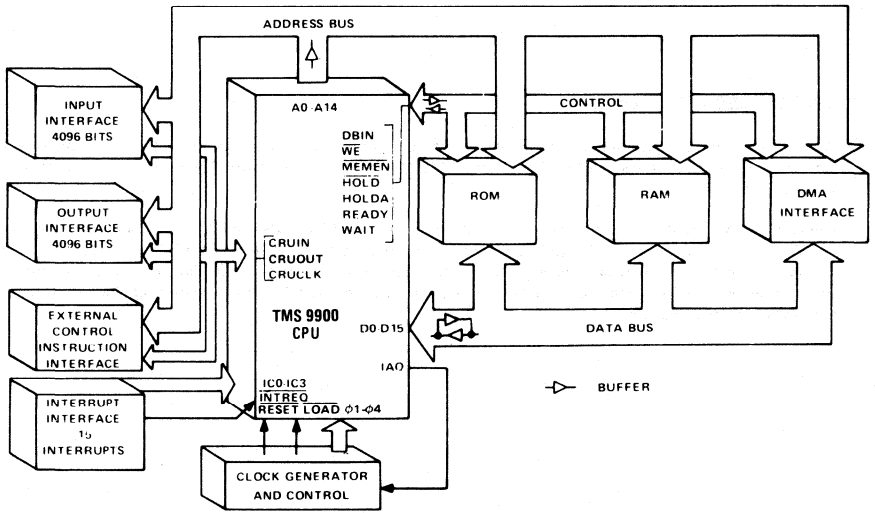 ADDRESS BUS
INPUT
INTERFACE
4096 BITS
A0-A14
CONTROL
DBIN
WE
MEMEN
HOLD
HOLDA
READY
WAIT
ROM
RAM
DMA
INTERFACE
OUTPUT
INTERFACE
4096 BITS
CRUIN
CRUOUT
CRUCLK
TMS 9900
CPU
D0-D15
DATA BUS
EXTERNAL
CONTROL
INSTRUCTION
INTERFACE
IAQ
BUFFER
IC0-IC3
INTREQ
RESET LOAD ϕ1-ϕ4
INTERRUPT
INTERFACE
15
INTERRUPTS
CLOCK GENERATOR
AND CONTROL